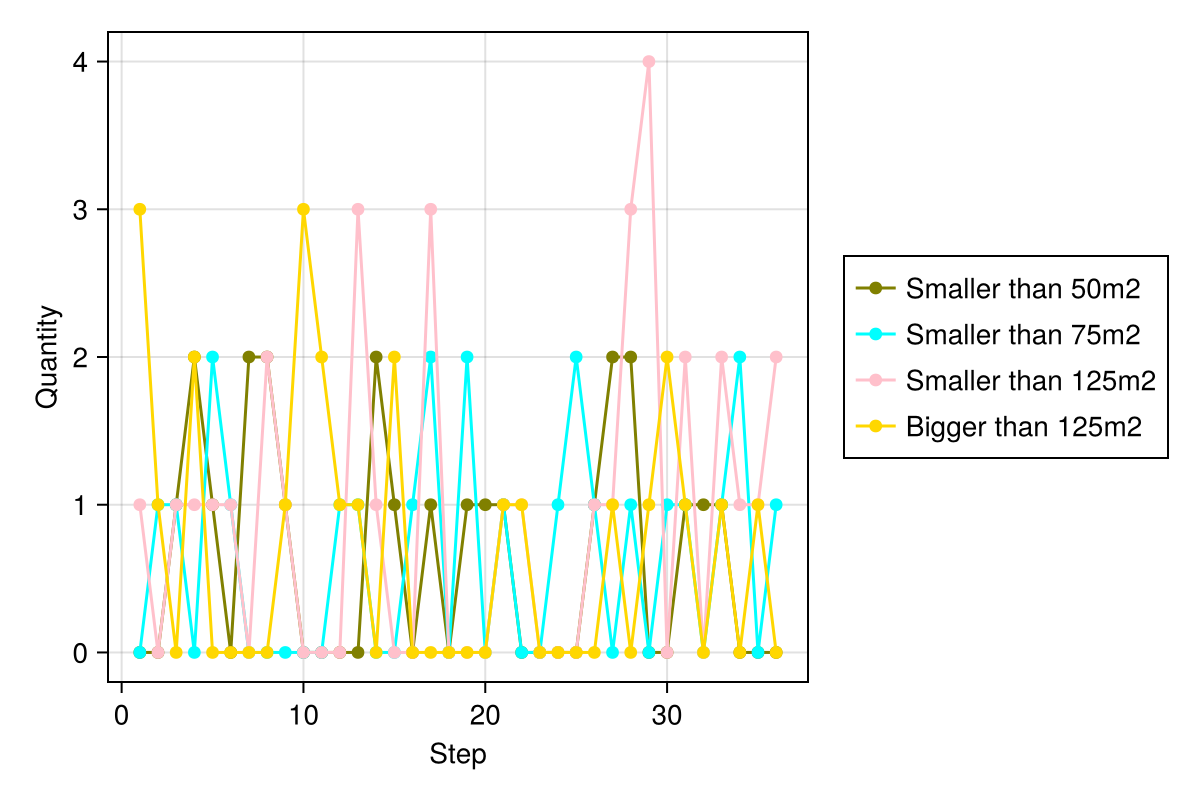 4
3
2
1
0
Quantity
0 10 20 30
Step
Smaller than 50m2
Smaller than 75m2
Smaller than 125m2
Bigger than 125m2